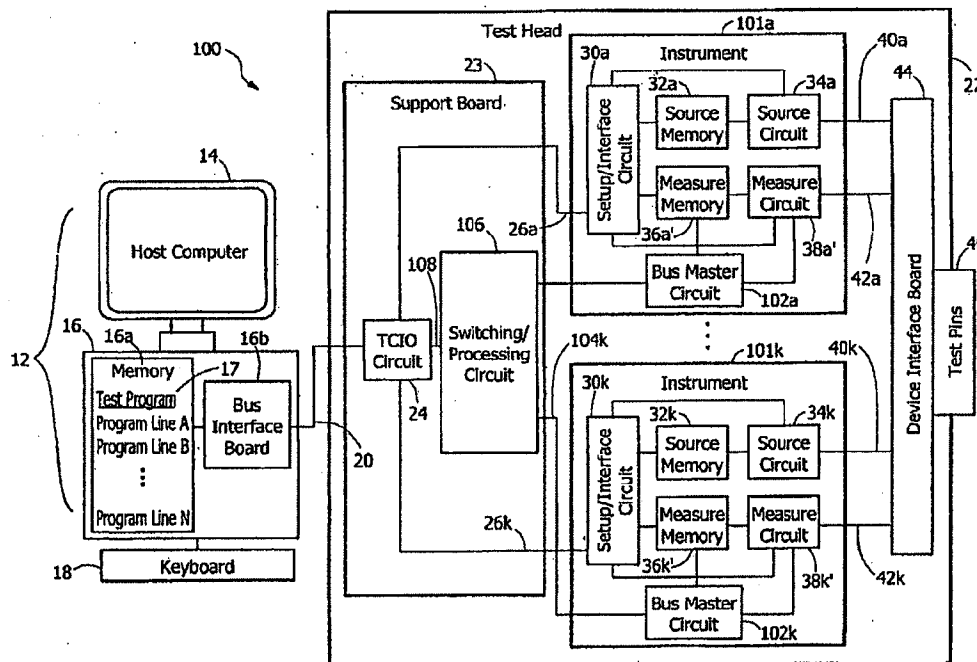 100
Test Head
101a
40a
44
22
Instrument
30a
32a
34a
23
Support Board
Setup/Interface Circuit
Source
Memory
Source
Circuit
Measure
Memory
Measure
Circuit
26a
36a'
38a'
42a
Bus Master
Circuit
102a
14
Host Computer
12
106
108
TCIO
Circuit
24
Switching/
Processing
Circuit
104k
Device Interface Board
Test Pins
16
16a
16b
Memory
17
Test Program
Program Line A
Program Line B
Program Line N
Bus
Interface
Board
20
18
Keyboard
101k
40k
Instrument
30k
32k
34k
Setup/Interface Circuit
Source
Memory
Source
Circuit
Measure
Memory
Measure
Circuit
26k
36k'
38k'
42k
Bus Master
Circuit
102k